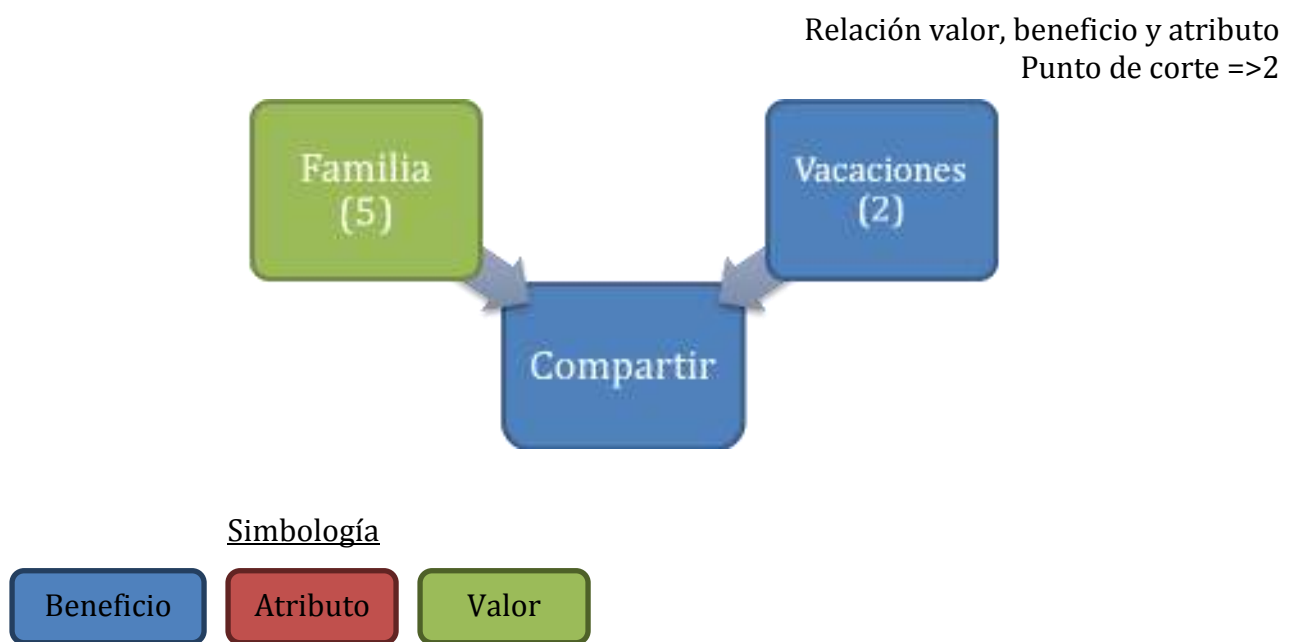 Relación valor, beneficio y atributo
Punto de corte =>2
Familia
(5)
Vacaciones
(2)
Compartir
Simbología
Beneficio
Atributo
Valor